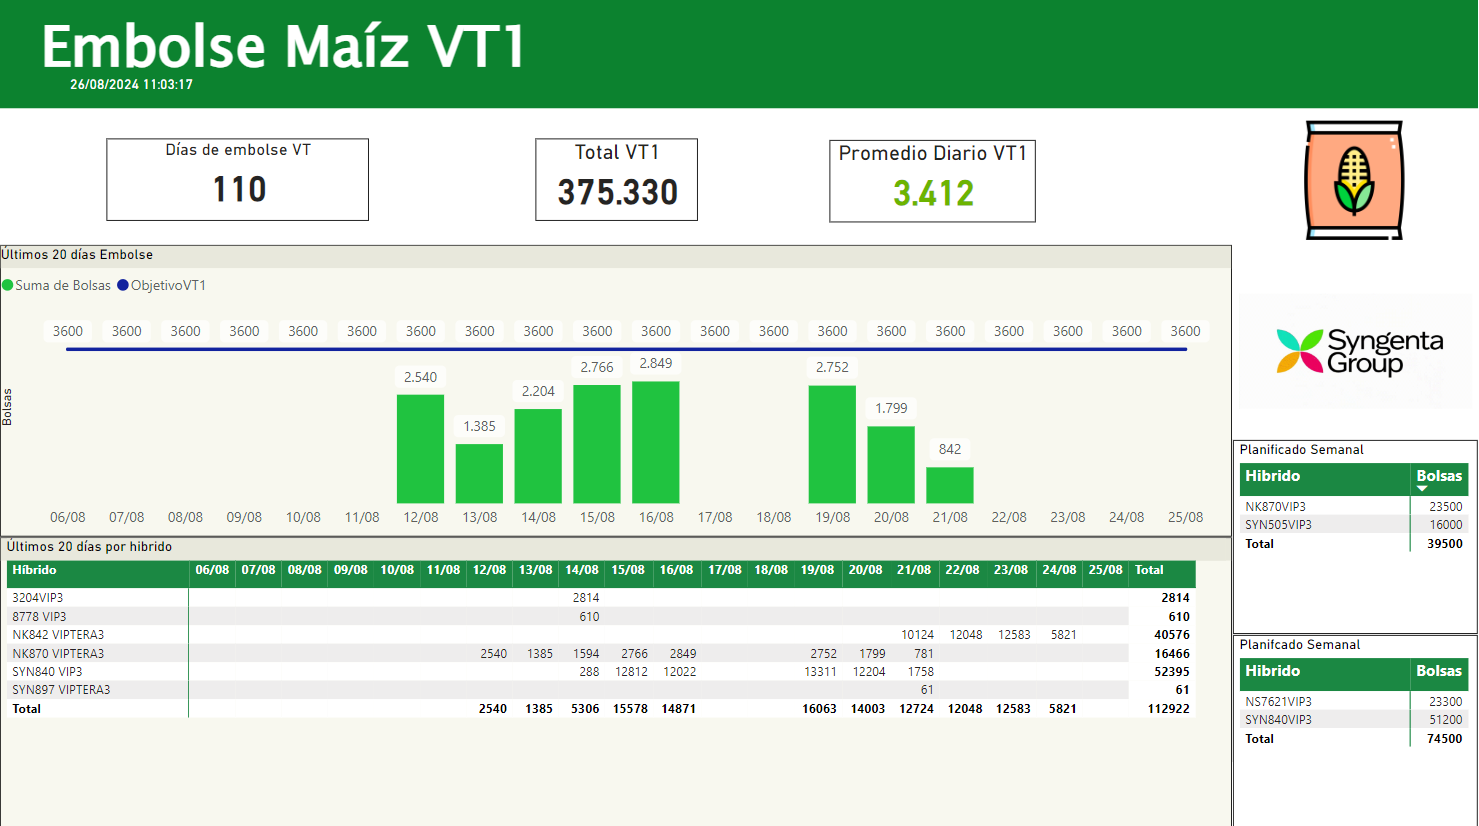 Embolse Maíz VT1
26/08/2024 11:03:17
Días de embolse VT
110
Total VT1
375.330
Promedio Diario VT1
3.412
Últimos 20 días Embolse
Suma de Bolsas ObjetivoVT1
3600 3600 3600 3600 3600 3600 3600 3600 3600 3600 3600 3600 3600 3600 3600 3600 3600 3600 3600 3600
2.540 1.385 2.204 2.766 2.849 2.752 1.799 842
Bolsas
06/08 07/08 08/08 09/08 10/08 11/08 12/08 13/08 14/08 15/08 16/08 17/08 18/08 19/08 20/08 21/08 22/08 23/08 24/08 25/08
Últimos 20 días por hibrido
Híbrido 06/08 07/08 08/08 09/08 10/08 11/08 12/08 13/08 14/08 15/08 16/08 17/08 18/08 19/08 20/08 21/08 22/08 23/08 24/08 25/08 Total
3204VIP3 2814 2814
8778 VIP3 610 610
NK842 VIPTERA3 10124 12048 12583 5821 40576
NK870 VIPTERA3 2540 1385 1594 2766 2849 2752 1799 781 16466
SYN840 VIP3 288 12812 12022 13311 12204 1758 52395
SYN897 VIPTERA3 61 61
Total 2540 1385 5306 15578 14871 16063 14003 12724 12048 12583 5821 112922
Syngenta
Group
Planificado Semanal
Hibrido Bolsas
NK870VIP3 23500
SYN505VIP3 16000
Total 39500
Planifcado Semanal
Hibrido Bolsas
NS7621VIP3 23300
SYN840VIP3 51200
Total 74500